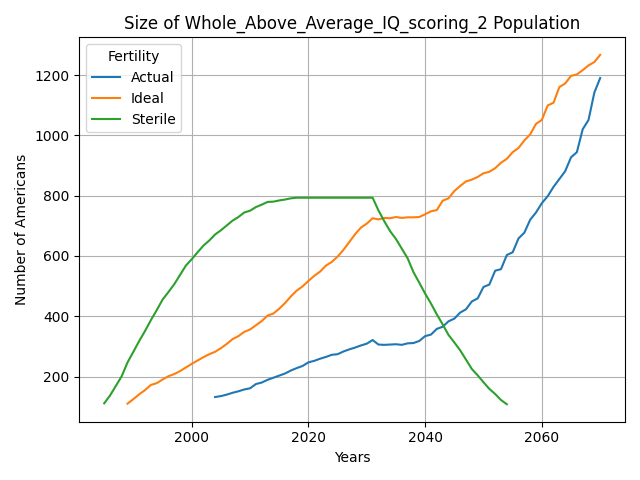 Size of Whole_Above_Average_IQ_scoring_2 Population
Fertility
Actual
Ideal
Sterile
Number of Americans
1200
1000
800
600
400
200
2000
2020
2040
2060
Years